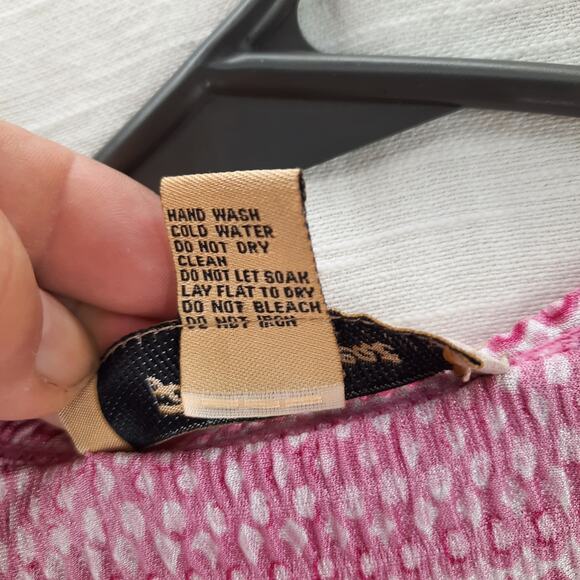 HAND WASH
COLD WATER
DO NOT DRY
CLEAN
DO NOT LET SOAK
LAY FLAT TO DRY
DO NOT BLEACH
DO NOT IRON